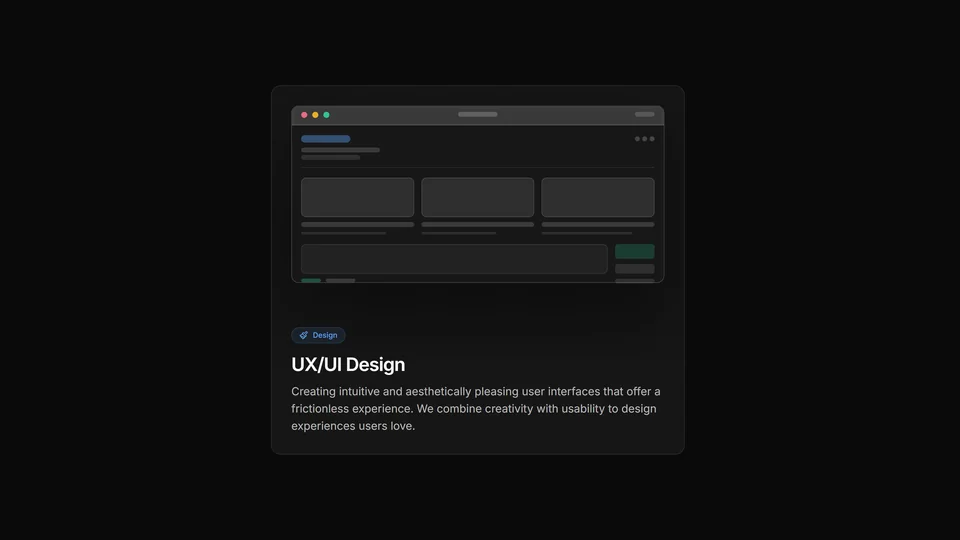 Design
UX/UI Design
Creating intuitive and aesthetically pleasing user interfaces that offer a
frictionless experience. We combine creativity with usability to design
experiences users love.